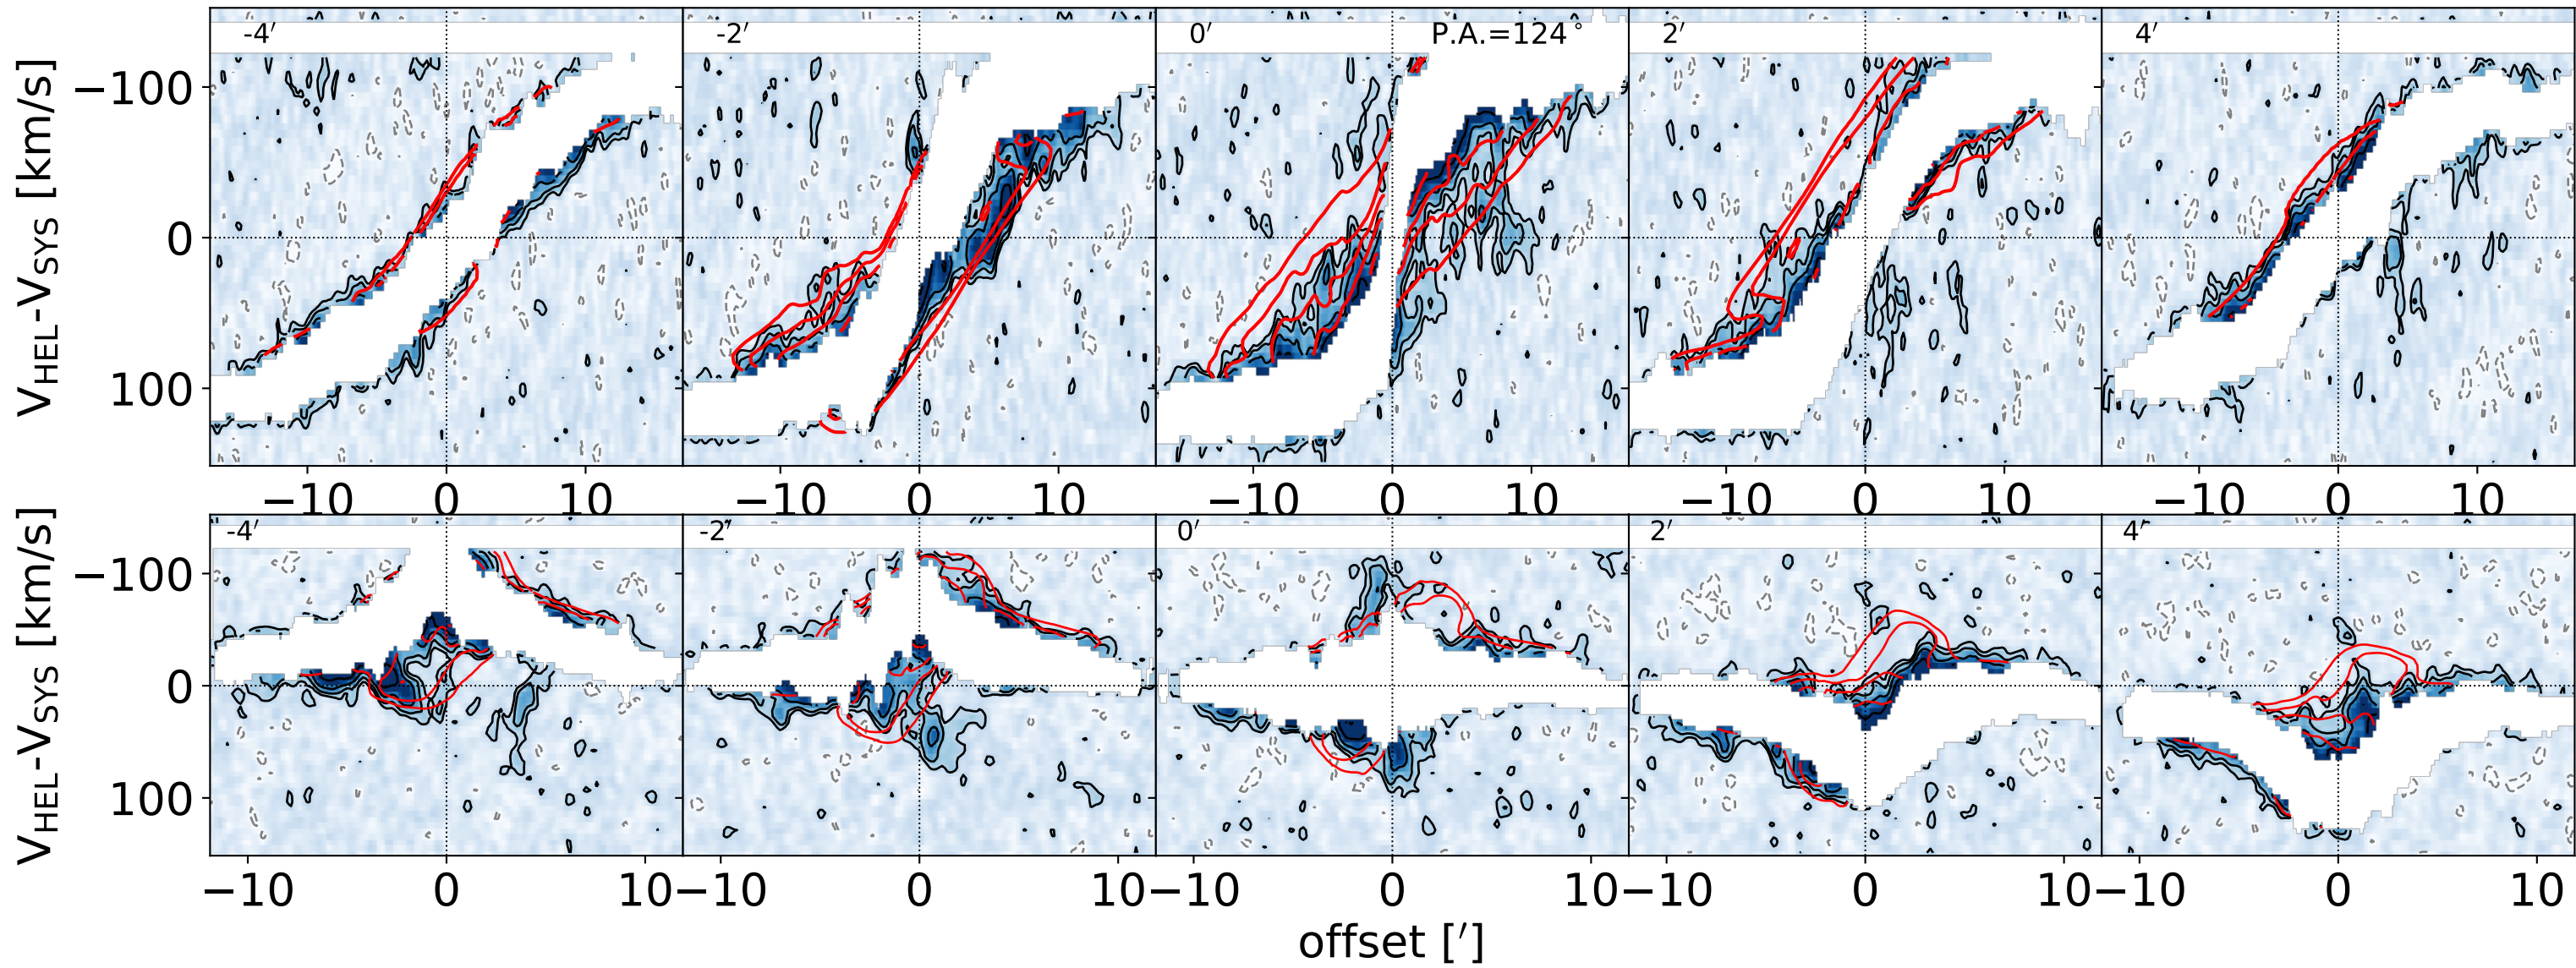 -4′ -2′ 0′ P.A.=124° 2′ 4′
V_HEL-V_SYS [km/s]
−100
0
100
−10 0 10 −10 0 10 −10 0 10 −10 0 10 −10 0 10
-4′ -2′ 0′ 2′ 4′
V_HEL-V_SYS [km/s]
−100
0
100
−10 0 10 −10 0 10 −10 0 10 −10 0 10 −10 0 10
offset [′]